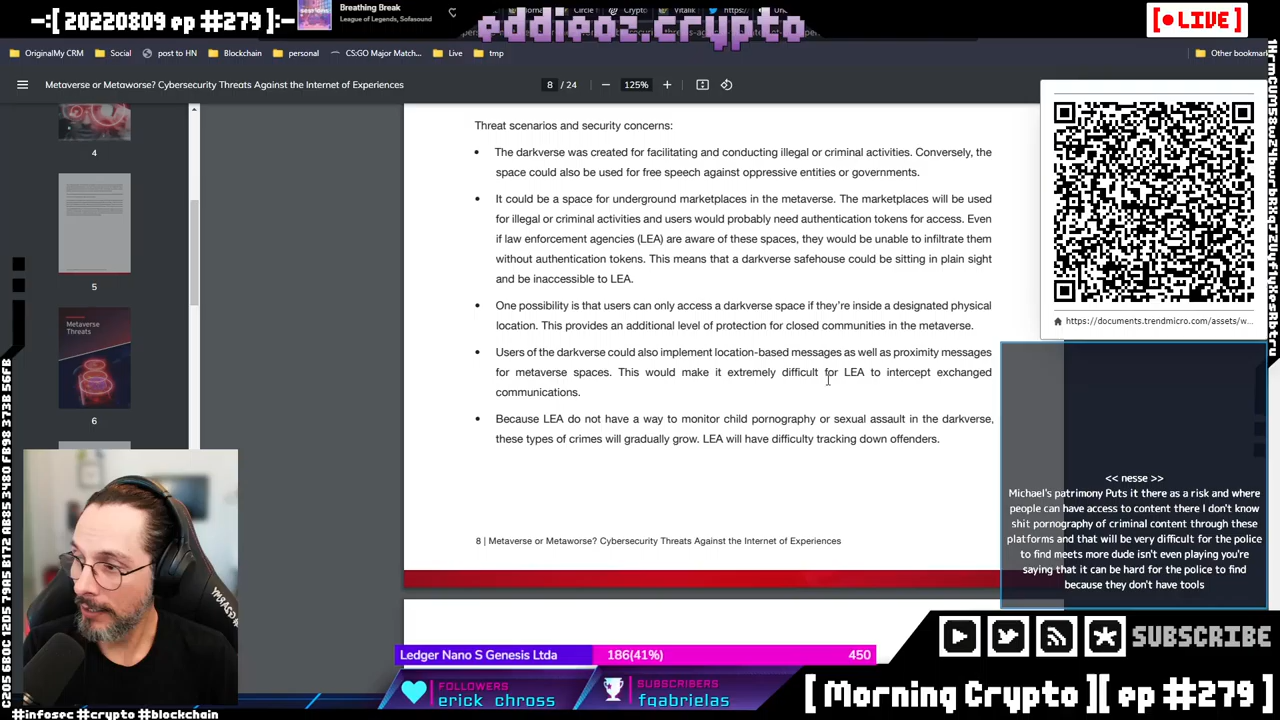 -:[ 20220809 ep #279 ]:-
Breathing Break
League of Legends, Sofasound
eddieoz.crypto
[●LIVE]
OriginalMy CRM
Social
post to HN
Blockchain
personal
CS:GO Major Match...
Live
tmp
Other bookmar
Metaverse or Metaworse? Cybersecurity Threats Against the Internet of Experiences
8 / 24
125%
4
5
Metaverse
Threats
6
Threat scenarios and security concerns:
• The darkverse was created for facilitating and conducting illegal or criminal activities. Conversely, the
space could also be used for free speech against oppressive entities or governments.
• It could be a space for underground marketplaces in the metaverse. The marketplaces will be used
for illegal or criminal activities and users would probably need authentication tokens for access. Even
if law enforcement agencies (LEA) are aware of these spaces, they would be unable to infiltrate them
without authentication tokens. This means that a darkverse safehouse could be sitting in plain sight
and be inaccessible to LEA.
• One possibility is that users can only access a darkverse space if they're inside a designated physical
location. This provides an additional level of protection for closed communities in the metaverse.
• Users of the darkverse could also implement location-based messages as well as proximity messages
for metaverse spaces. This would make it extremely difficult for LEA to intercept exchanged
communications.
• Because LEA do not have a way to monitor child pornography or sexual assault in the darkverse,
these types of crimes will gradually grow. LEA will have difficulty tracking down offenders.
8 | Metaverse or Metaworse? Cybersecurity Threats Against the Internet of Experiences
https://documents.trendmicro.com/assets/w...
<< nesse >>
Michael's patrimony Puts it there as a risk and where
people can have access to content there I don't know
shit pornography of criminal content through these
platforms and that will be very difficult for the police
to find meets more dude isn't even playing you're
saying that it can be hard for the police to find
because they don't have tools
SUBSCRIBE
Ledger Nano S Genesis Ltda
186(41%)
450
FOLLOWERS
erick_chross
SUBSCRIBERS
fgabrielas
[ Morning Crypto ][ ep #279 ]
#infosec #crypto #blockchain